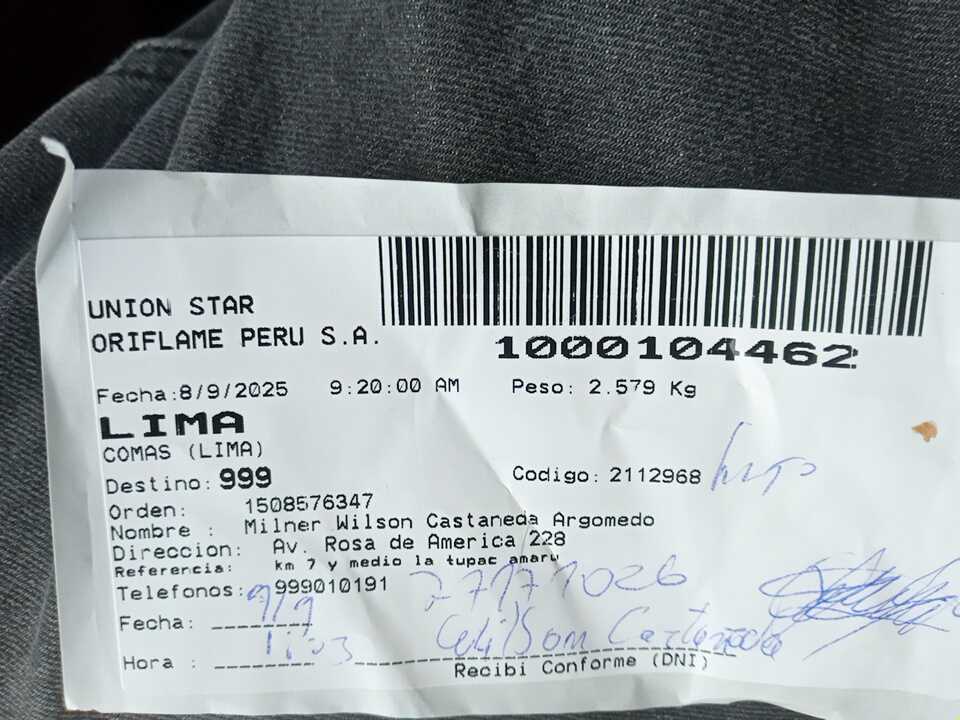 UNION STAR
ORIFLAME PERU S.A.
1000104462
Fecha:8/9/2025 9:20:00 AM Peso: 2.579 Kg
LIMA
COMAS (LIMA)
Destino: 999 Codigo: 2112968
Orden: 1508576347
Nombre : Milner Wilson Castaneda Argomedo
Direccion: Av. Rosa de America 228
Referencia: km 7 y medio la tupac amaru
Telefonos: 999010191
Fecha: 9/9
Hora :
Recibi Conforme (DNI)